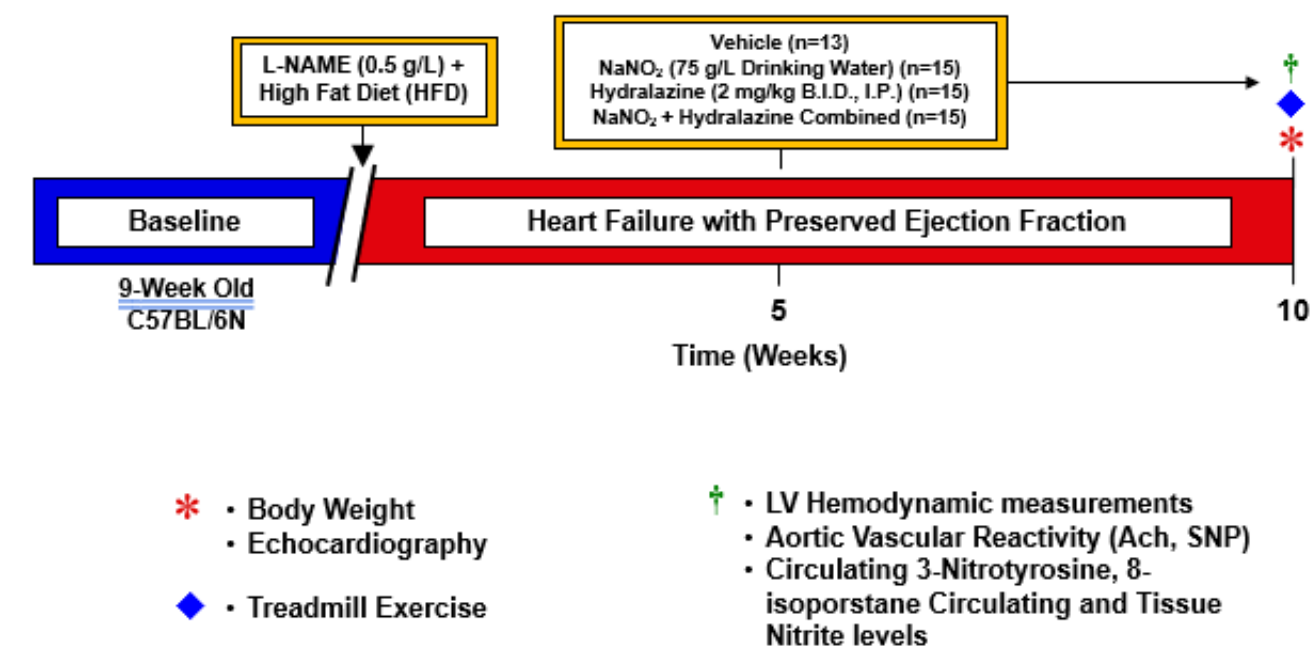 L-NAME (0.5 g/L) +
High Fat Diet (HFD)
Vehicle (n=13)
NaNO₂ (75 g/L Drinking Water) (n=15)
Hydralazine (2 mg/kg B.I.D., I.P.) (n=15)
NaNO₂ + Hydralazine Combined (n=15)
†
◆
*
Baseline
Heart Failure with Preserved Ejection Fraction
9-Week Old
C57BL/6N
5
10
Time (Weeks)
* · Body Weight
· Echocardiography
◆ · Treadmill Exercise
† · LV Hemodynamic measurements
· Aortic Vascular Reactivity (Ach, SNP)
· Circulating 3-Nitrotyrosine, 8-
isoporstane Circulating and Tissue
Nitrite levels